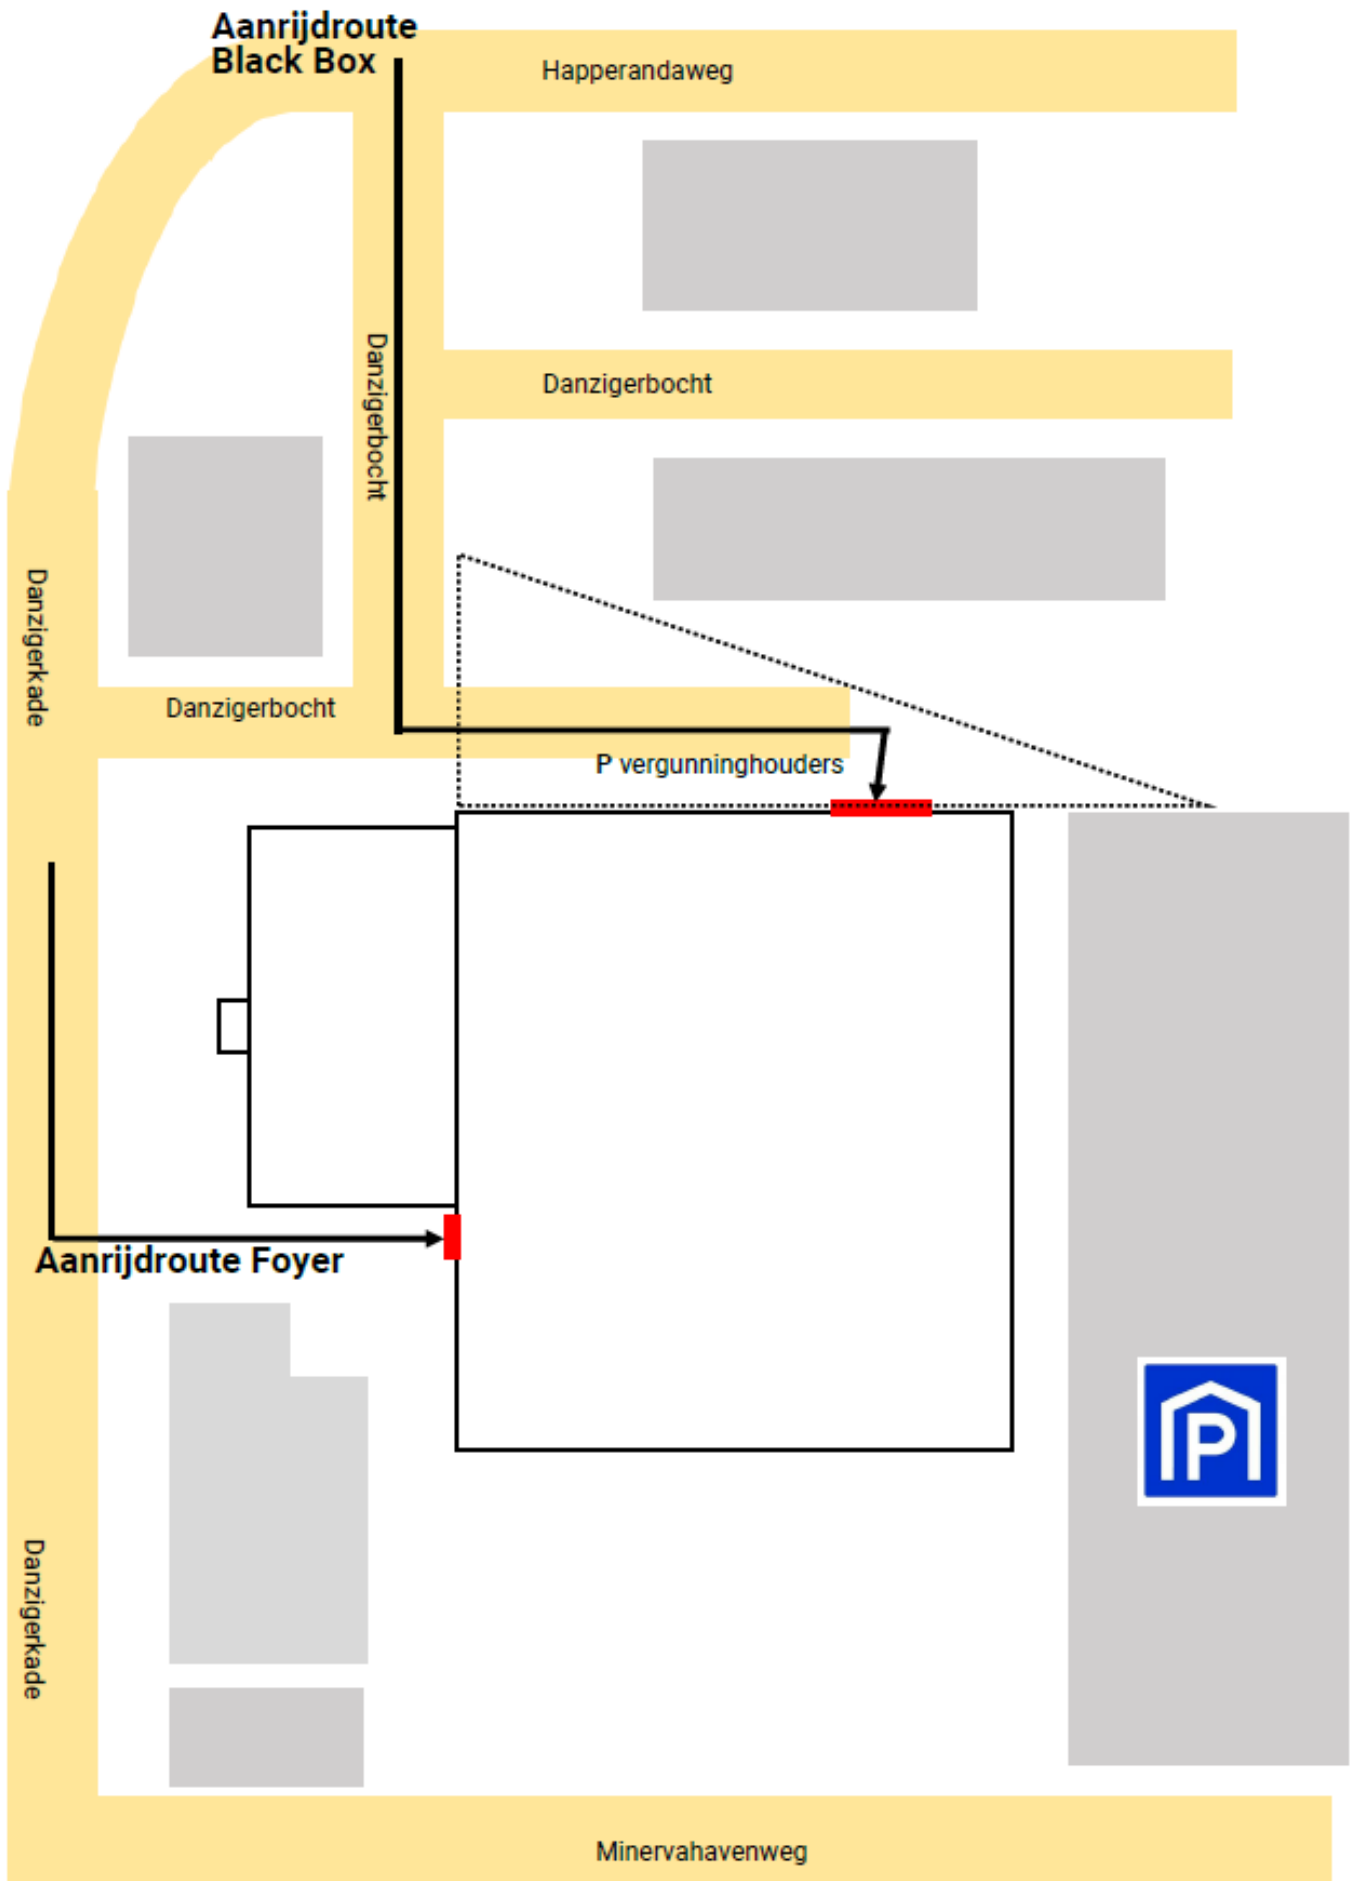 Aanrijdroute
Black Box
Happerandaweg
Danzigerbocht
Danzigerbocht
Danzigerkade
Danzigerbocht
P vergunninghouders
Aanrijdroute Foyer
P
Danzigerkade
Minervahavenweg